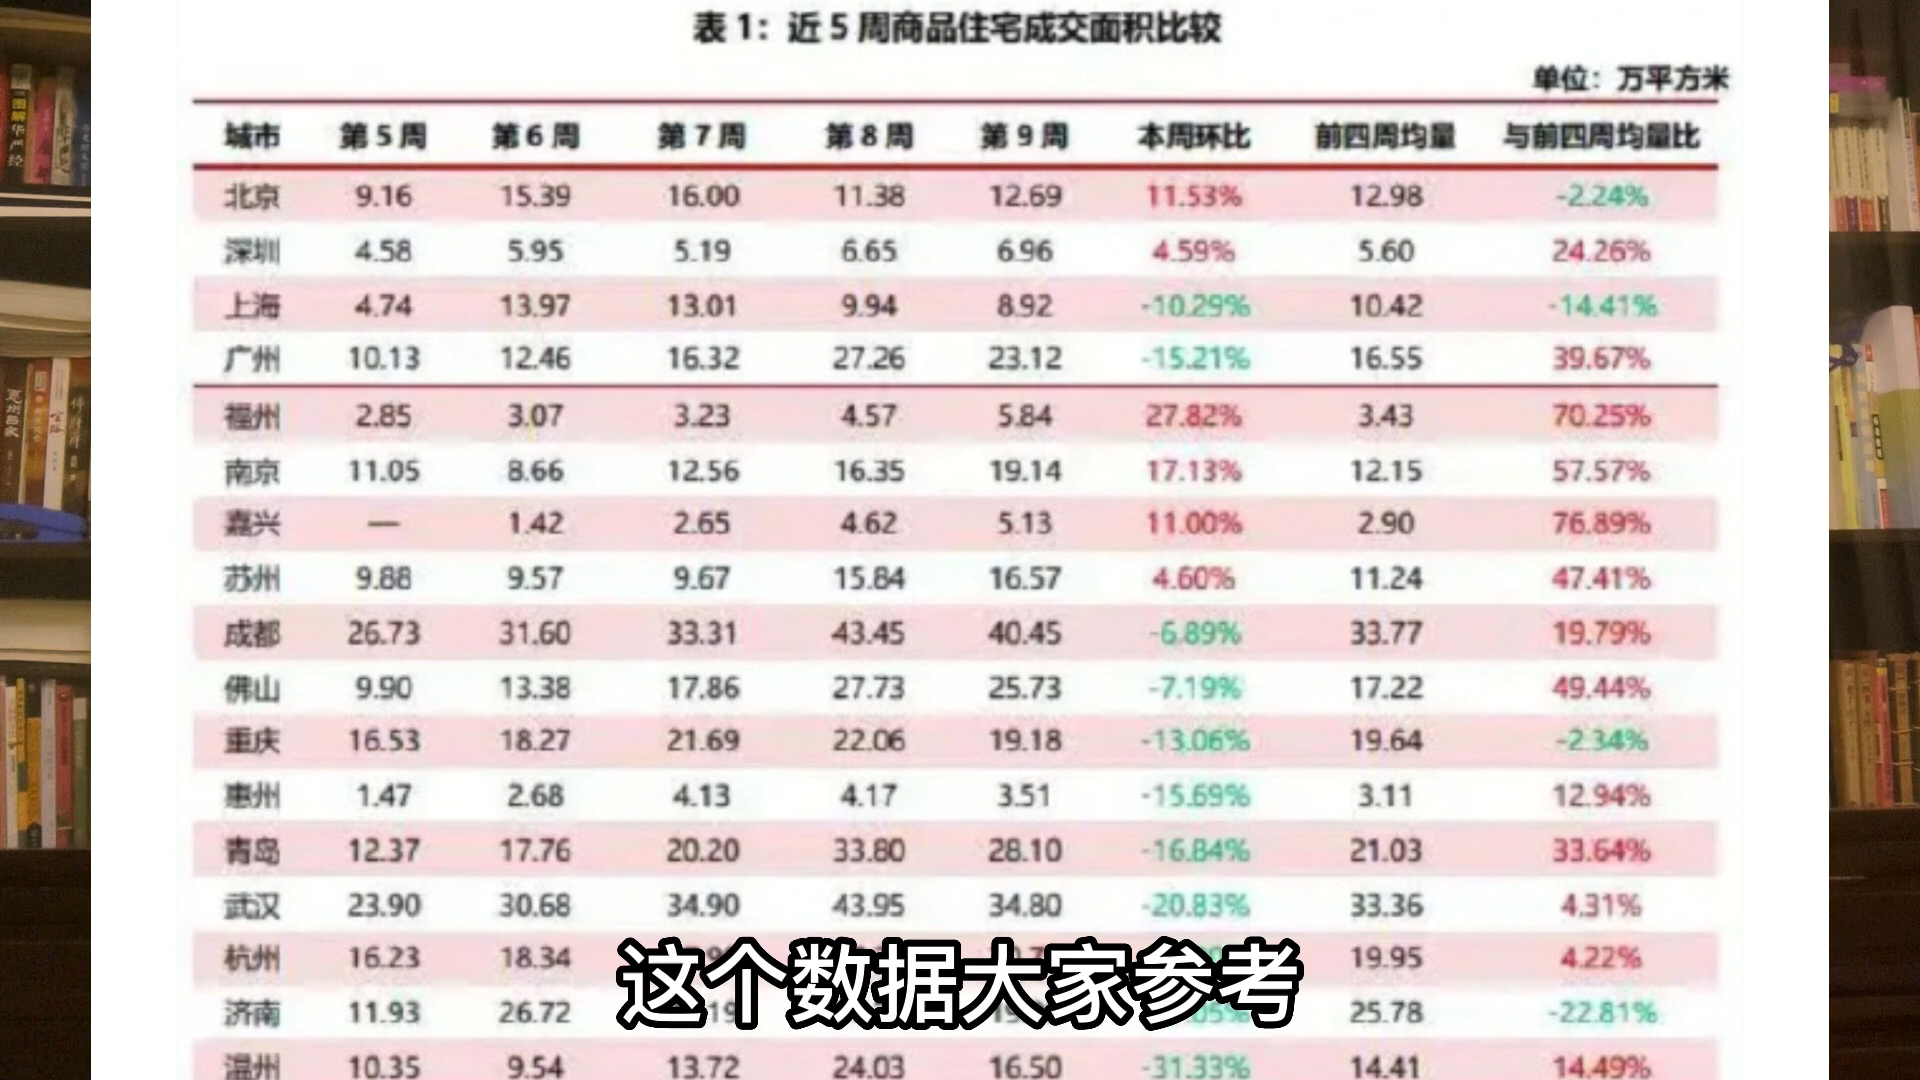 表 1：近 5 周商品住宅成交面积比较
单位：万平方米
城市 第 5 周 第 6 周 第 7 周 第 8 周 第 9 周 本周环比 前四周均量 与前四周均量比
北京 9.16 15.39 16.00 11.38 12.69 11.53% 12.98 -2.24%
深圳 4.58 5.95 5.19 6.65 6.96 4.59% 5.60 24.26%
上海 4.74 13.97 13.01 9.94 8.92 -10.29% 10.42 -14.41%
广州 10.13 12.46 16.32 27.26 23.12 -15.21% 16.55 39.67%
福州 2.85 3.07 3.23 4.57 5.84 27.82% 3.43 70.25%
南京 11.05 8.66 12.56 16.35 19.14 17.13% 12.15 57.57%
嘉兴 — 1.42 2.65 4.62 5.13 11.00% 2.90 76.89%
苏州 9.88 9.57 9.67 15.84 16.57 4.60% 11.24 47.41%
成都 26.73 31.60 33.31 43.45 40.45 -6.89% 33.77 19.79%
佛山 9.90 13.38 17.86 27.73 25.73 -7.19% 17.22 49.44%
重庆 16.53 18.27 21.69 22.06 19.18 -13.06% 19.64 -2.34%
惠州 1.47 2.68 4.13 4.17 3.51 -15.69% 3.11 12.94%
青岛 12.37 17.76 20.20 33.80 28.10 -16.84% 21.03 33.64%
武汉 23.90 30.68 34.90 43.95 34.80 -20.83% 33.36 4.31%
杭州 16.23 18.34 19.95 4.22%
济南 11.93 26.72 25.78 -22.81%
温州 10.35 9.54 13.72 24.03 16.50 -31.33% 14.41 14.49%
这个数据大家参考
图解华严经